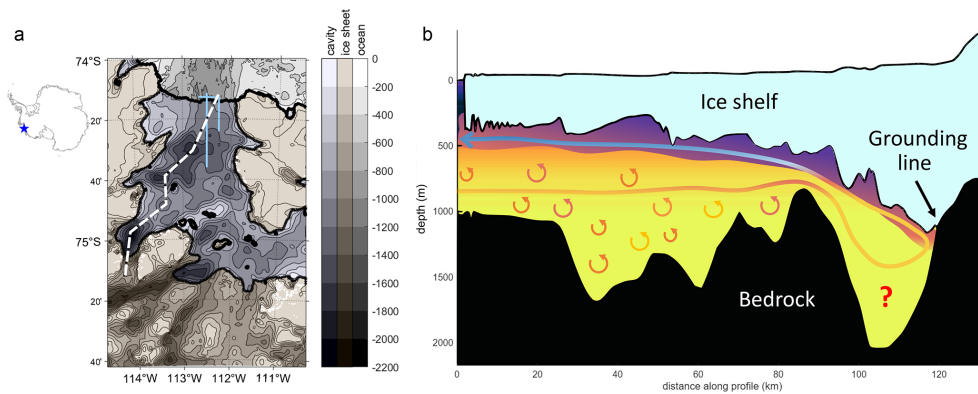 a
74°S
20'
40'
75°S
20'
40'
114°W
113°W
112°W
111°W
cavity
ice sheet
ocean
0
-200
-400
-600
-800
-1000
-1200
-1400
-1600
-1800
-2000
-2200
b
0
500
1000
1500
2000
depth (m)
Ice shelf
Grounding
line
?
Bedrock
0
20
40
60
80
100
120
distance along profile (km)